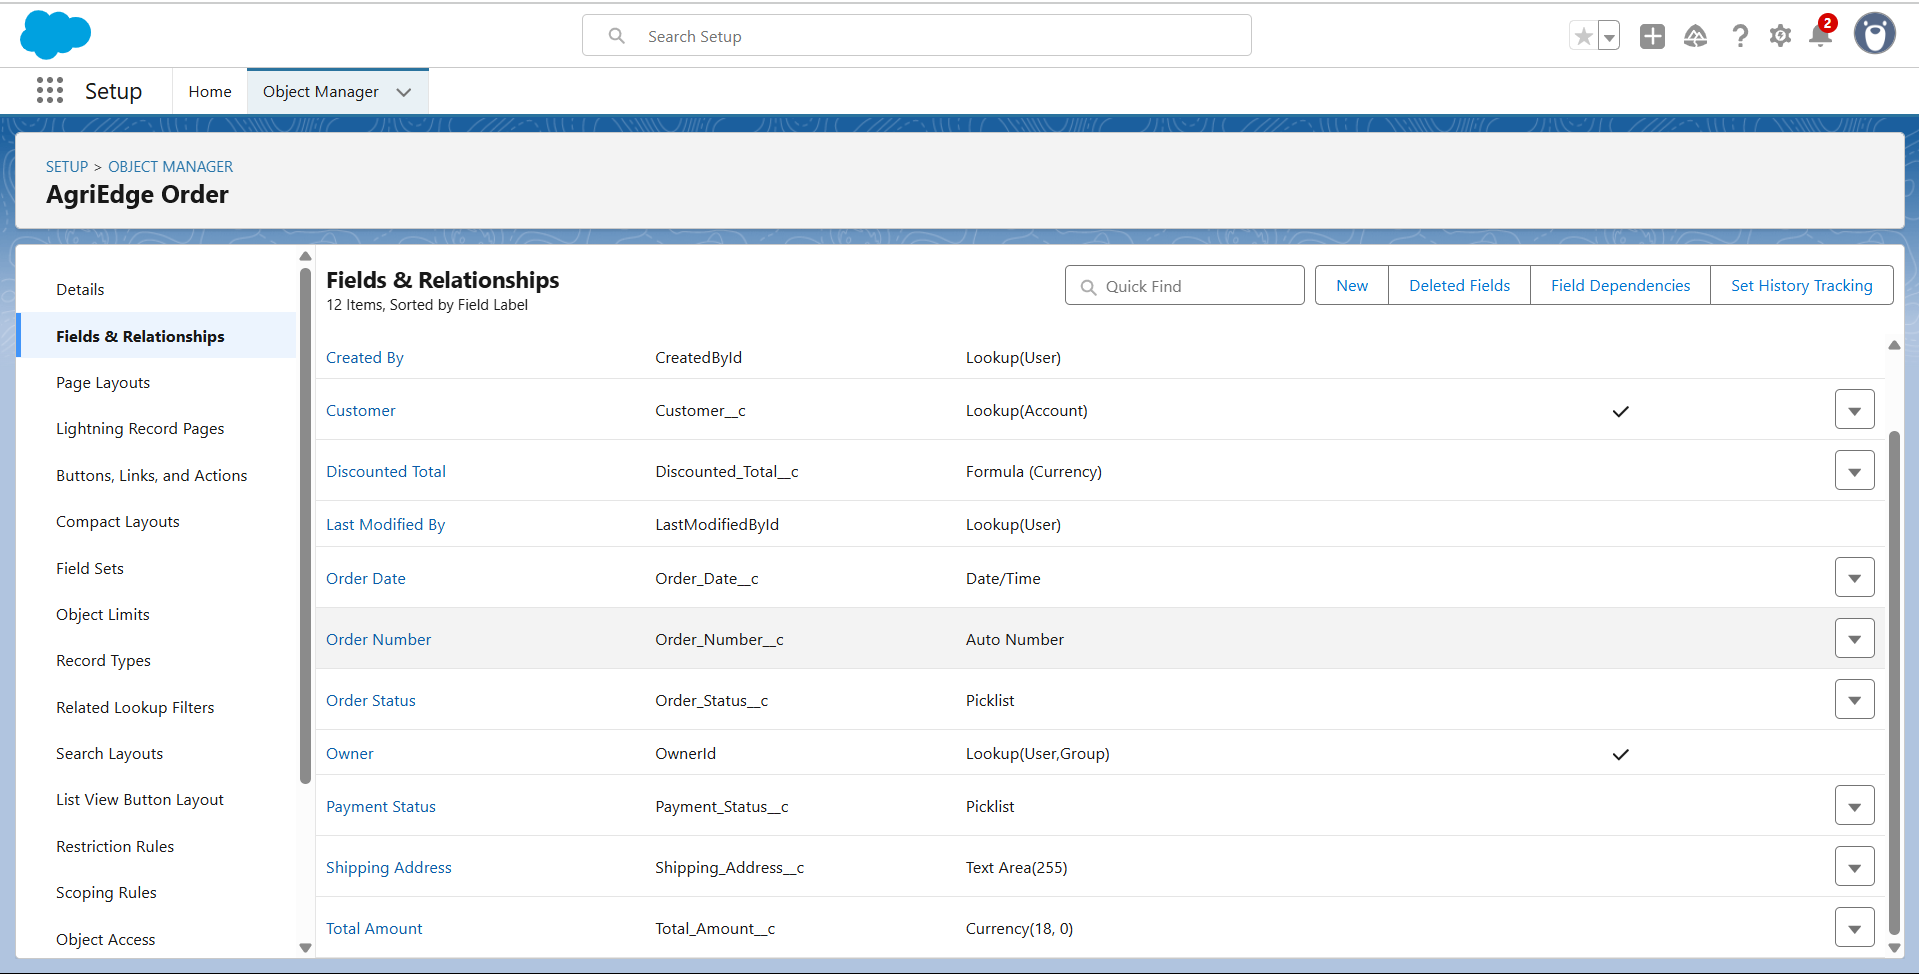 Search Setup
2
Setup
Home
Object Manager
SETUP > OBJECT MANAGER
AgriEdge Order
Details
Fields & Relationships
Page Layouts
Lightning Record Pages
Buttons, Links, and Actions
Compact Layouts
Field Sets
Object Limits
Record Types
Related Lookup Filters
Search Layouts
List View Button Layout
Restriction Rules
Scoping Rules
Object Access
Fields & Relationships
12 Items, Sorted by Field Label
Quick Find
New
Deleted Fields
Field Dependencies
Set History Tracking
Created By CreatedById Lookup(User)
Customer Customer__c Lookup(Account)
Discounted Total Discounted_Total__c Formula (Currency)
Last Modified By LastModifiedById Lookup(User)
Order Date Order_Date__c Date/Time
Order Number Order_Number__c Auto Number
Order Status Order_Status__c Picklist
Owner OwnerId Lookup(User,Group)
Payment Status Payment_Status__c Picklist
Shipping Address Shipping_Address__c Text Area(255)
Total Amount Total_Amount__c Currency(18, 0)